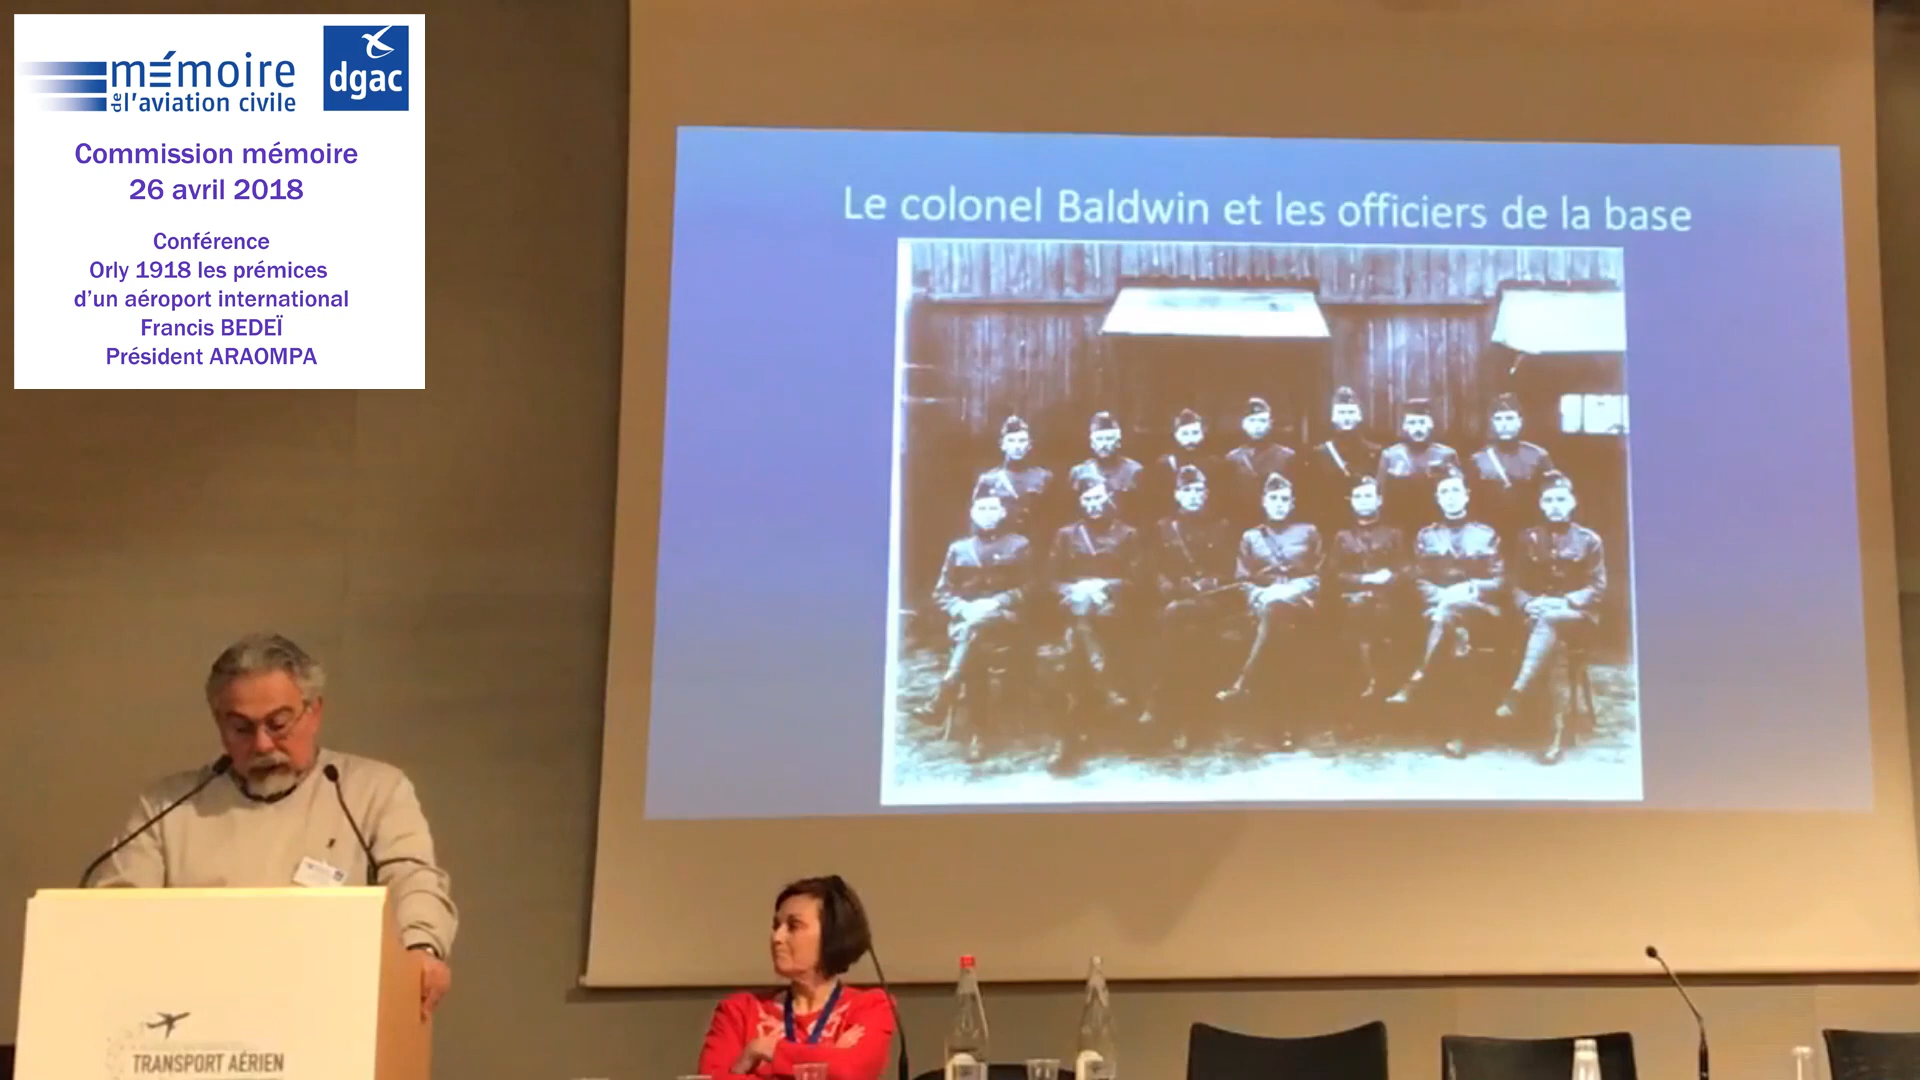 mémoire
de l'aviation civile
dgac
Commission mémoire
26 avril 2018
Conférence
Orly 1918 les prémices
d'un aéroport international
Francis BEDEÏ
Président ARAOMPA
Le colonel Baldwin et les officiers de la base
TRANSPORT AÉRIEN